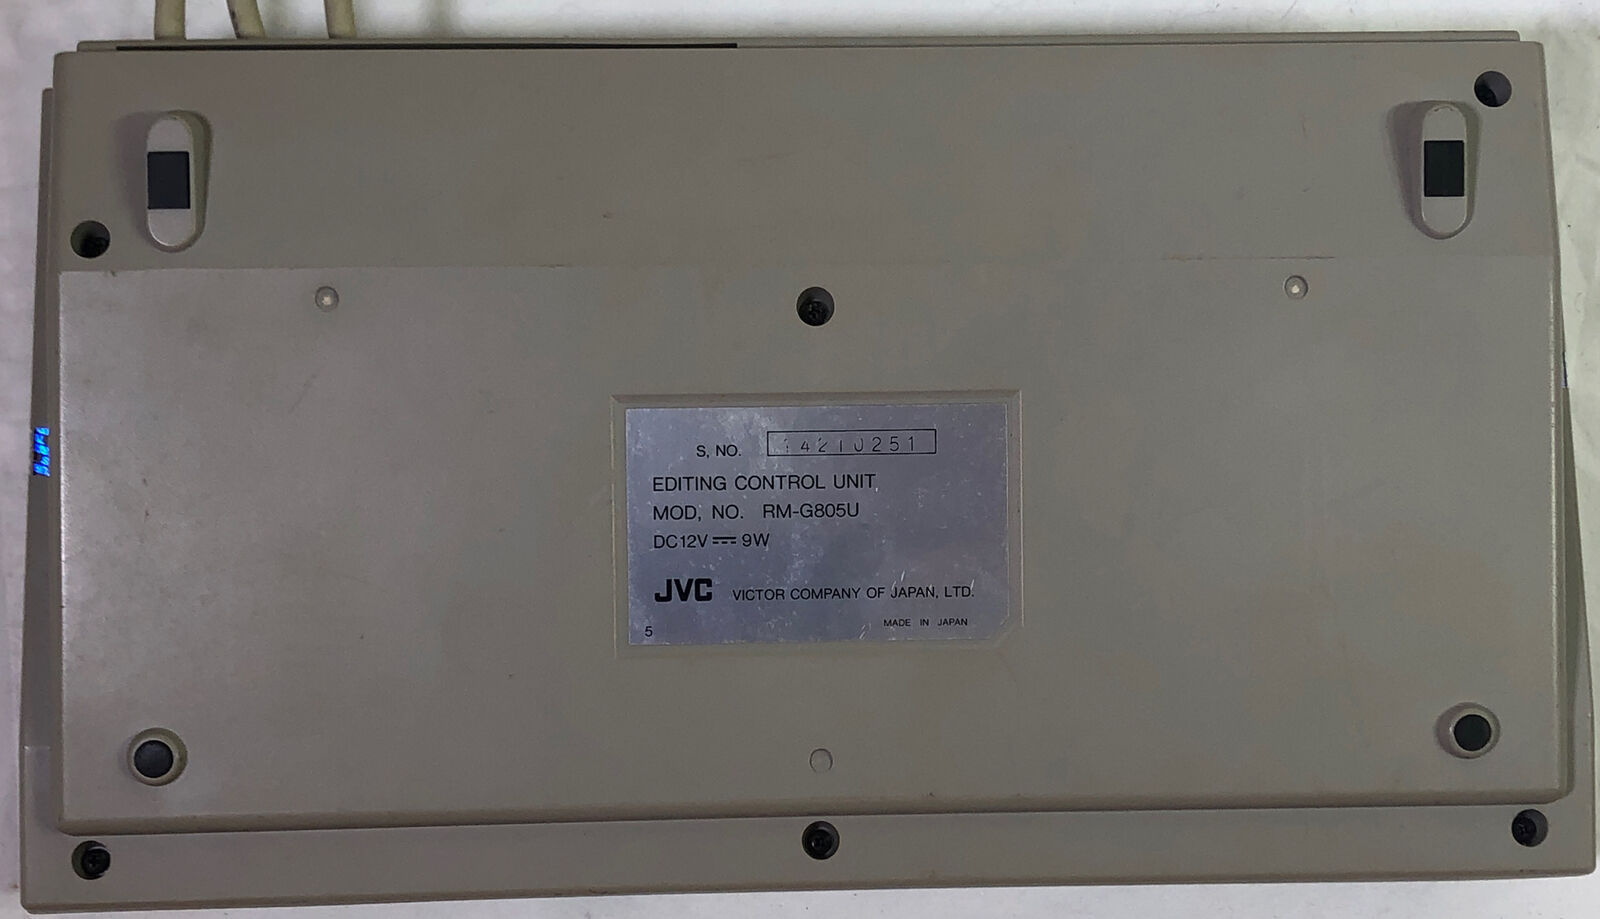 S, NO. 14210251
EDITING CONTROL UNIT
MOD, NO. RM-G805U
DC12V ⎓ 9W
JVC VICTOR COMPANY OF JAPAN, LTD.
MADE IN JAPAN
5